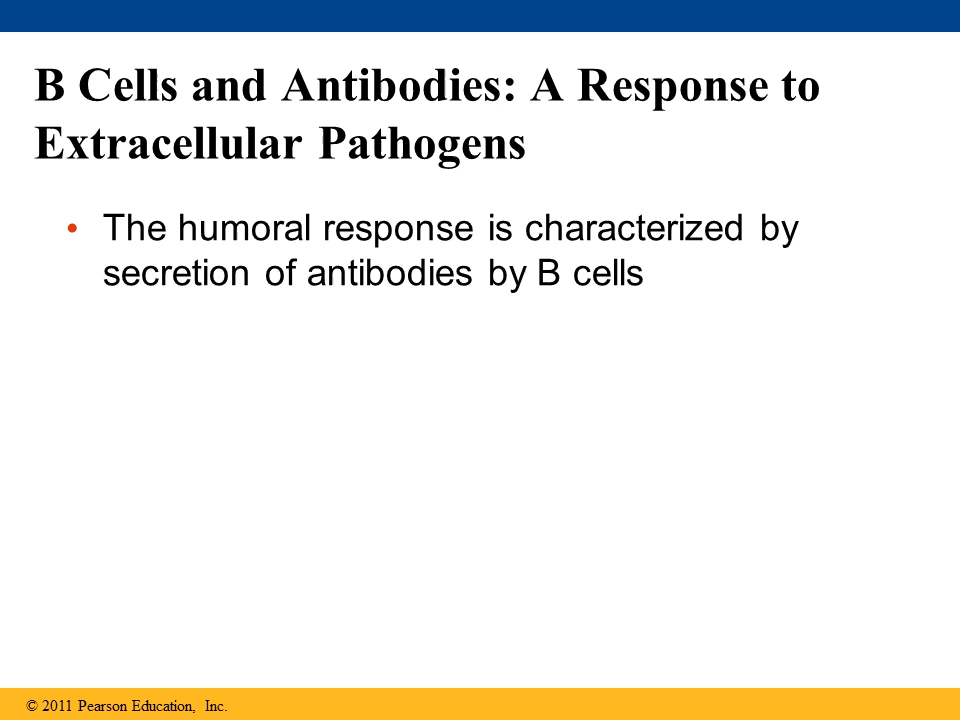 B Cells and Antibodies: A Response to
Extracellular Pathogens
• The humoral response is characterized by
secretion of antibodies by B cells
© 2011 Pearson Education, Inc.